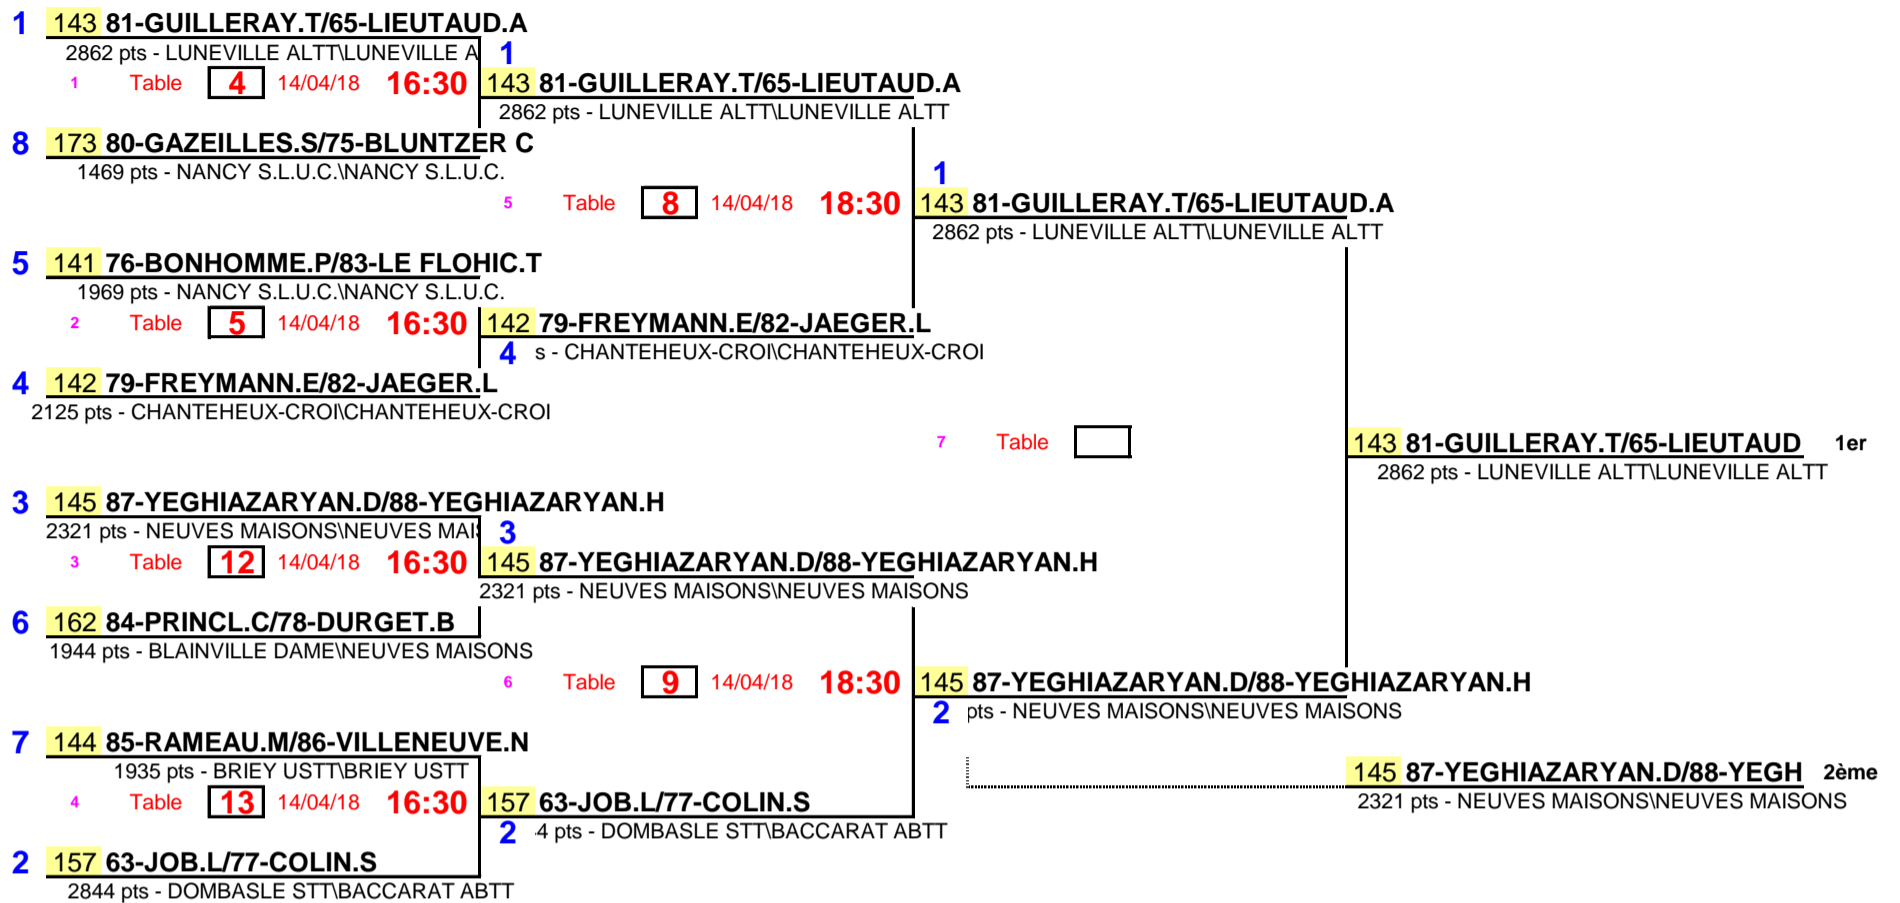 1 143 81-GUILLERAY.T/65-LIEUTAUD.A
2862 pts - LUNEVILLE ALTT\LUNEVILLE A
1
1 Table 4 14/04/18 16:30 143 81-GUILLERAY.T/65-LIEUTAUD.A
2862 pts - LUNEVILLE ALTT\LUNEVILLE ALTT
8 173 80-GAZEILLES.S/75-BLUNTZER C
1469 pts - NANCY S.L.U.C.\NANCY S.L.U.C.
1
5 Table 8 14/04/18 18:30 143 81-GUILLERAY.T/65-LIEUTAUD.A
2862 pts - LUNEVILLE ALTT\LUNEVILLE ALTT
5 141 76-BONHOMME.P/83-LE FLOHIC.T
1969 pts - NANCY S.L.U.C.\NANCY S.L.U.C.
2 Table 5 14/04/18 16:30 142 79-FREYMANN.E/82-JAEGER.L
4 s - CHANTEHEUX-CROI\CHANTEHEUX-CROI
4 142 79-FREYMANN.E/82-JAEGER.L
2125 pts - CHANTEHEUX-CROI\CHANTEHEUX-CROI
7 Table 143 81-GUILLERAY.T/65-LIEUTAUD 1er
2862 pts - LUNEVILLE ALTT\LUNEVILLE ALTT
3 145 87-YEGHIAZARYAN.D/88-YEGHIAZARYAN.H
2321 pts - NEUVES MAISONS\NEUVES MAIS
3
3 Table 12 14/04/18 16:30 145 87-YEGHIAZARYAN.D/88-YEGHIAZARYAN.H
2321 pts - NEUVES MAISONS\NEUVES MAISONS
6 162 84-PRINCL.C/78-DURGET.B
1944 pts - BLAINVILLE DAME\NEUVES MAISONS
6 Table 9 14/04/18 18:30 145 87-YEGHIAZARYAN.D/88-YEGHIAZARYAN.H
2 pts - NEUVES MAISONS\NEUVES MAISONS
7 144 85-RAMEAU.M/86-VILLENEUVE.N
1935 pts - BRIEY USTT\BRIEY USTT
145 87-YEGHIAZARYAN.D/88-YEGH 2ème
2321 pts - NEUVES MAISONS\NEUVES MAISONS
4 Table 13 14/04/18 16:30 157 63-JOB.L/77-COLIN.S
2 4 pts - DOMBASLE STT\BACCARAT ABTT
2 157 63-JOB.L/77-COLIN.S
2844 pts - DOMBASLE STT\BACCARAT ABTT